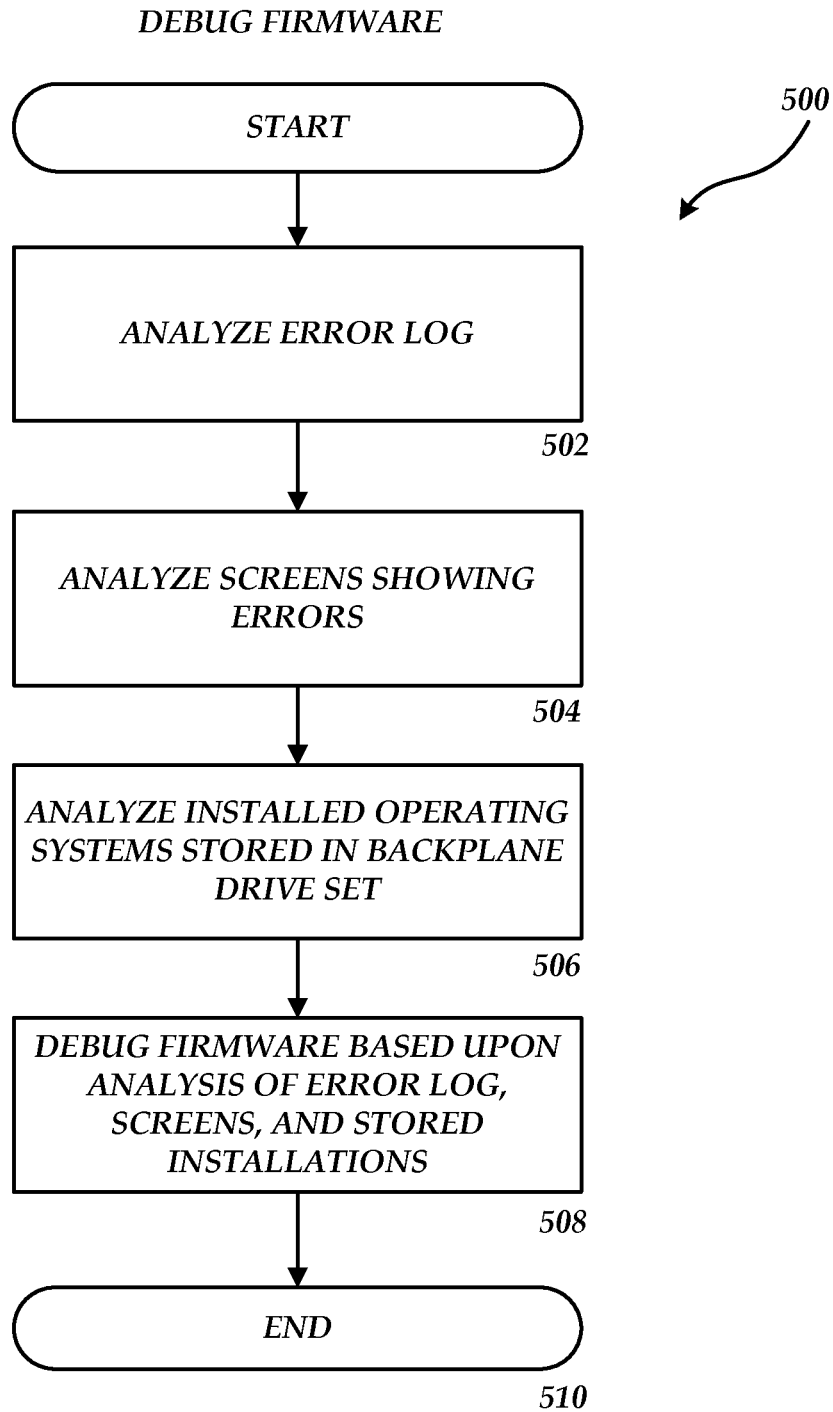 DEBUG FIRMWARE
START
500
ANALYZE ERROR LOG
502
ANALYZE SCREENS SHOWING
ERRORS
504
ANALYZE INSTALLED OPERATING
SYSTEMS STORED IN BACKPLANE
DRIVE SET
506
DEBUG FIRMWARE BASED UPON
ANALYSIS OF ERROR LOG,
SCREENS, AND STORED
INSTALLATIONS
508
END
510